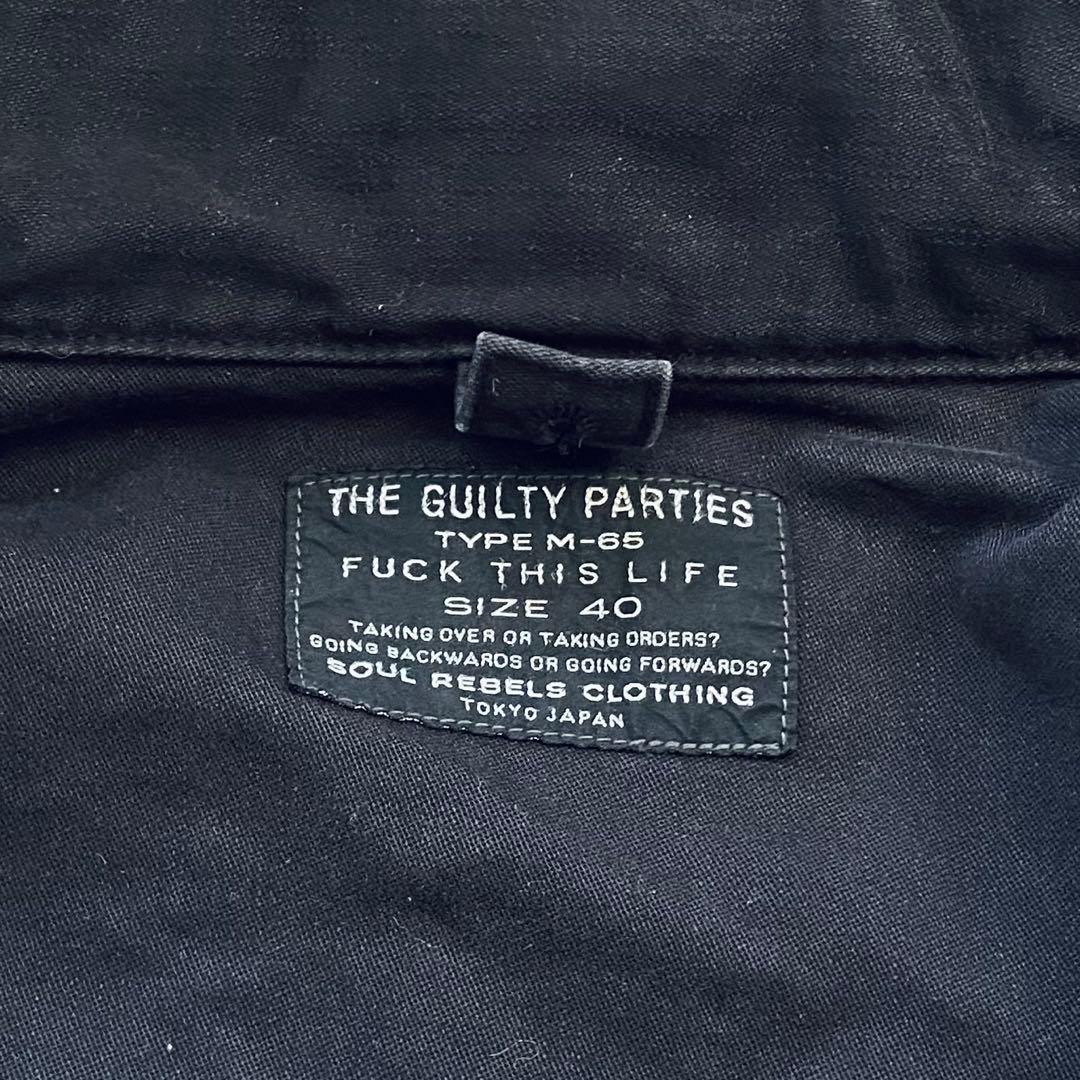 THE GUILTY PARTIES
TYPE M-65
FUCK THIS LIFE
SIZE 40
TAKING OVER OR TAKING ORDERS?
GOING BACKWARDS OR GOING FORWARDS?
SOUL REBELS CLOTHING
TOKYO JAPAN